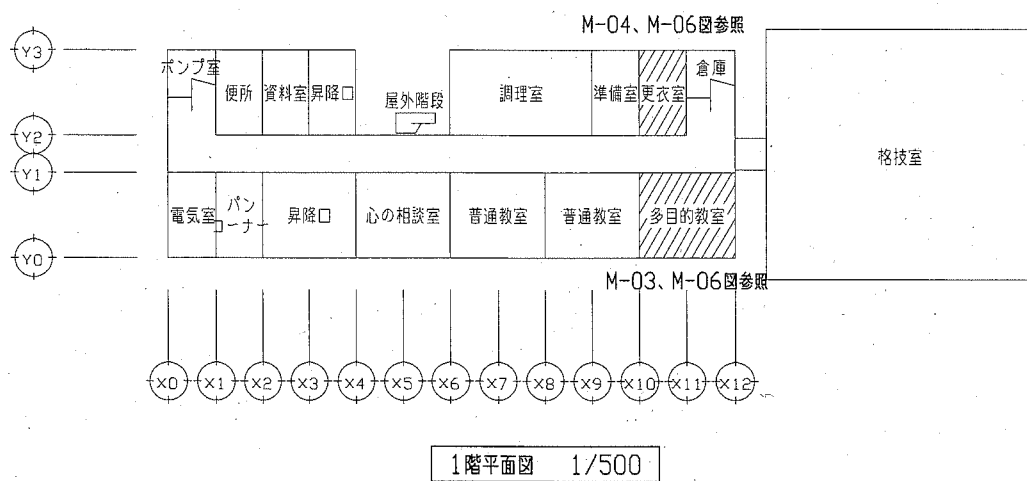 M-04、M-06図参照
Y3
ポンプ室
便所
資料室
昇降口
屋外階段
調理室
準備室
更衣室
倉庫
Y2
Y1
格技室
電気室
パン
コーナー
昇降口
心の相談室
普通教室
普通教室
多目的教室
Y0
M-03、M-06図参照
X0
X1
X2
X3
X4
X5
X6
X7
X8
X9
X10
X11
X12
1階平面図 1/500